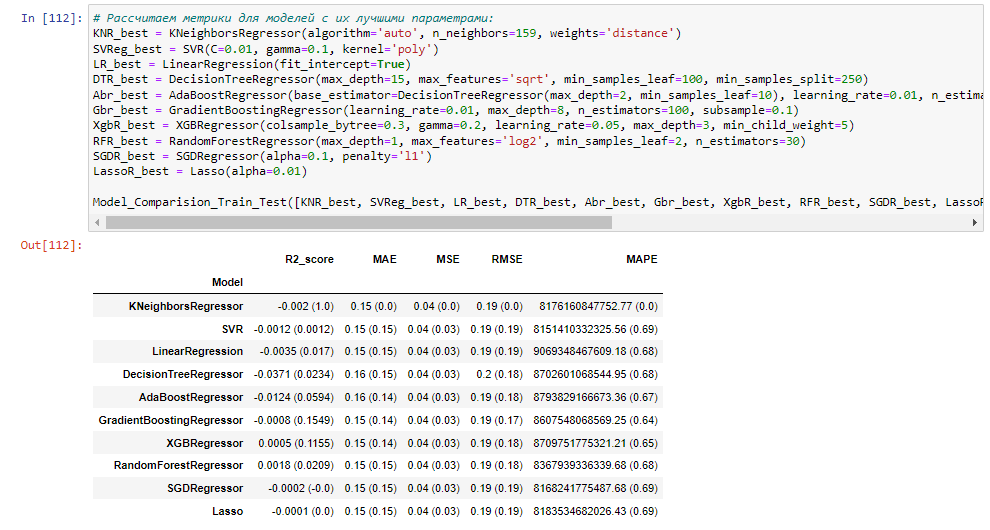 In [112]:
# Рассчитаем метрики для моделей с их лучшими параметрами:
KNR_best = KNeighborsRegressor(algorithm='auto', n_neighbors=159, weights='distance')
SVReg_best = SVR(C=0.01, gamma=0.1, kernel='poly')
LR_best = LinearRegression(fit_intercept=True)
DTR_best = DecisionTreeRegressor(max_depth=15, max_features='sqrt', min_samples_leaf=100, min_samples_split=250)
Abr_best = AdaBoostRegressor(base_estimator=DecisionTreeRegressor(max_depth=2, min_samples_leaf=10), learning_rate=0.01, n_estima
Gbr_best = GradientBoostingRegressor(learning_rate=0.01, max_depth=8, n_estimators=100, subsample=0.1)
XgbR_best = XGBRegressor(colsample_bytree=0.3, gamma=0.2, learning_rate=0.05, max_depth=3, min_child_weight=5)
RFR_best = RandomForestRegressor(max_depth=1, max_features='log2', min_samples_leaf=2, n_estimators=30)
SGDR_best = SGDRegressor(alpha=0.1, penalty='l1')
LassoR_best = Lasso(alpha=0.01)
Model_Comparision_Train_Test([KNR_best, SVReg_best, LR_best, DTR_best, Abr_best, Gbr_best, XgbR_best, RFR_best, SGDR_best, Lasso
Out[112]:
R2_score MAE MSE RMSE MAPE
Model
KNeighborsRegressor -0.002 (1.0) 0.15 (0.0) 0.04 (0.0) 0.19 (0.0) 8176160847752.77 (0.0)
SVR -0.0012 (0.0012) 0.15 (0.15) 0.04 (0.03) 0.19 (0.19) 8151410332325.56 (0.69)
LinearRegression -0.0035 (0.017) 0.15 (0.15) 0.04 (0.03) 0.19 (0.19) 9069348467609.18 (0.68)
DecisionTreeRegressor -0.0371 (0.0234) 0.16 (0.15) 0.04 (0.03) 0.2 (0.18) 8702601068544.95 (0.68)
AdaBoostRegressor -0.0124 (0.0594) 0.16 (0.14) 0.04 (0.03) 0.19 (0.18) 8793829166673.36 (0.67)
GradientBoostingRegressor -0.0008 (0.1549) 0.15 (0.14) 0.04 (0.03) 0.19 (0.17) 8607548068569.25 (0.64)
XGBRegressor 0.0005 (0.1155) 0.15 (0.14) 0.04 (0.03) 0.19 (0.18) 8709751775321.21 (0.65)
RandomForestRegressor 0.0018 (0.0209) 0.15 (0.15) 0.04 (0.03) 0.19 (0.18) 8367939336339.68 (0.68)
SGDRegressor -0.0002 (-0.0) 0.15 (0.15) 0.04 (0.03) 0.19 (0.19) 8168241775487.68 (0.69)
Lasso -0.0001 (0.0) 0.15 (0.15) 0.04 (0.03) 0.19 (0.19) 8183534682026.43 (0.69)